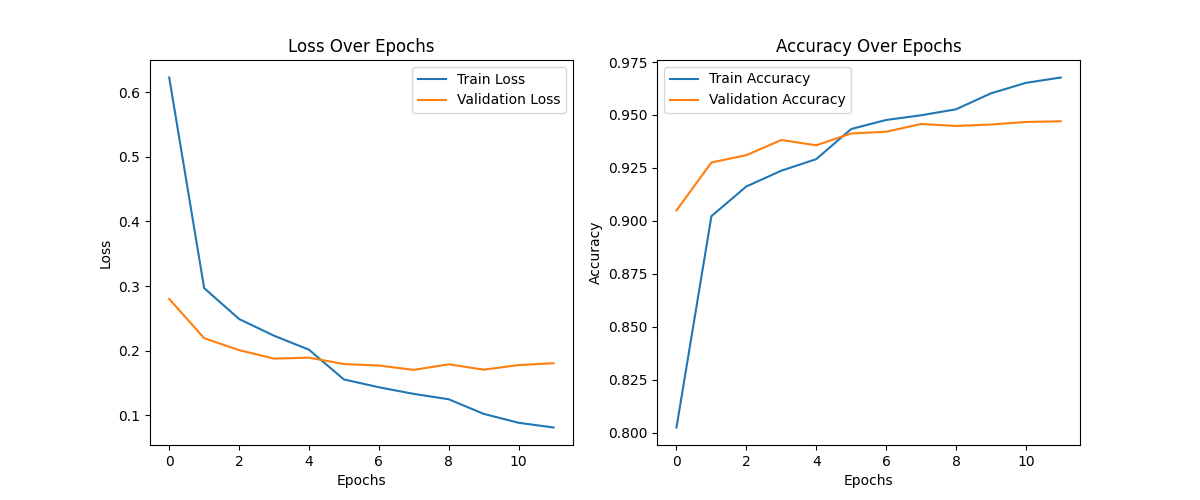 Loss Over Epochs
Train Loss
Validation Loss
Loss
0.6
0.5
0.4
0.3
0.2
0.1
0 2 4 6 8 10
Epochs
Accuracy Over Epochs
Train Accuracy
Validation Accuracy
Accuracy
0.975
0.950
0.925
0.900
0.875
0.850
0.825
0.800
0 2 4 6 8 10
Epochs